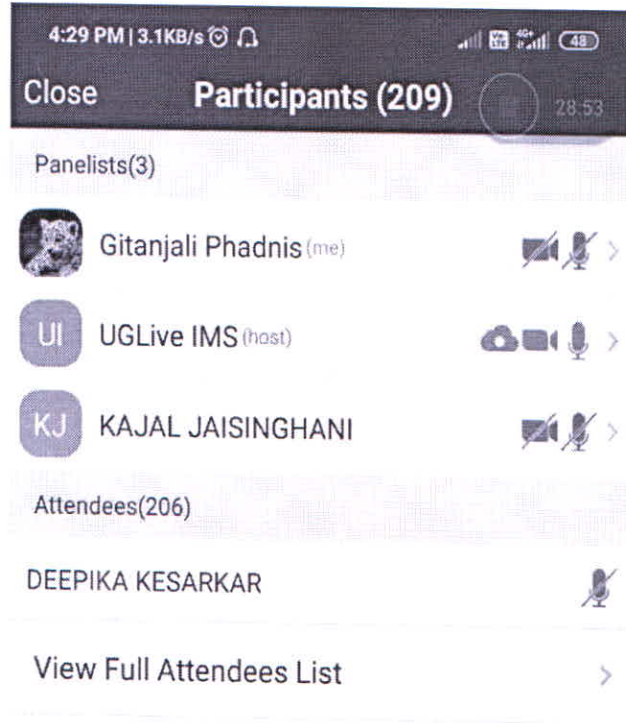 4:29 PM | 3.1KB/s
48
Close Participants (209) 28:53
Panelists(3)
Gitanjali Phadnis (me)
UI UGLive IMS (host)
KJ KAJAL JAISINGHANI
Attendees(206)
DEEPIKA KESARKAR
View Full Attendees List